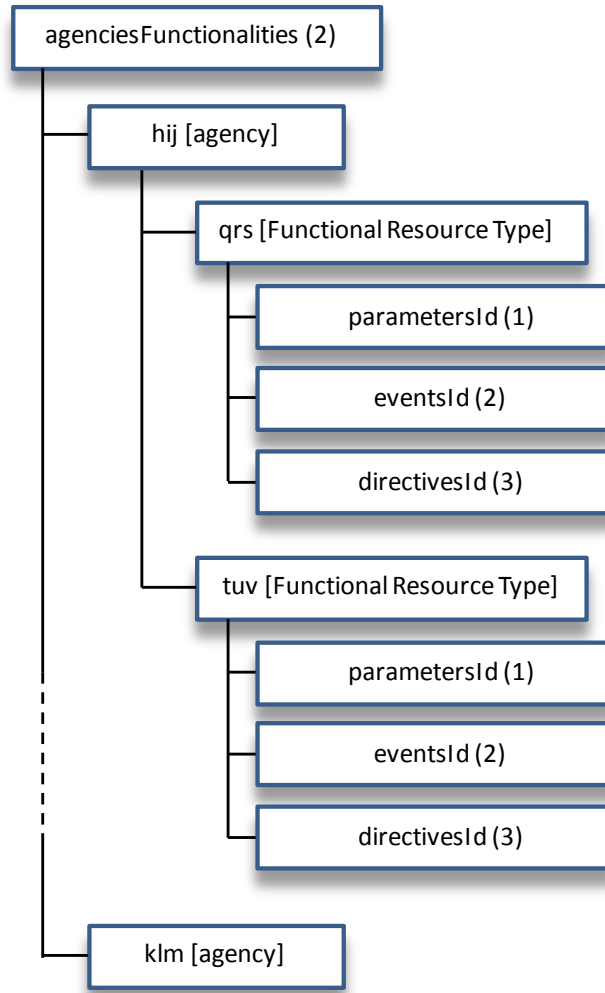 agenciesFunctionalities (2)
hij [agency]
qrs [Functional Resource Type]
parametersId (1)
eventsId (2)
directivesId (3)
tuv [Functional Resource Type]
parametersId (1)
eventsId (2)
directivesId (3)
klm [agency]